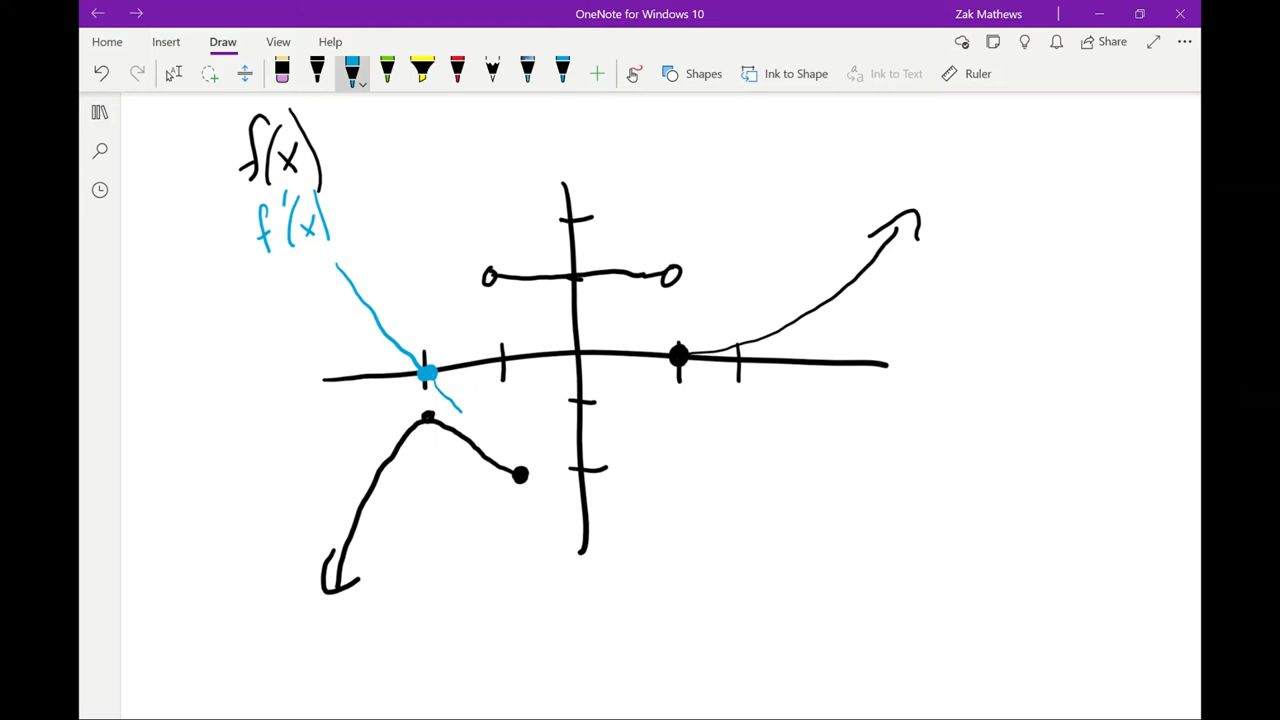 OneNote for Windows 10
Zak Mathews
Home Insert Draw View Help
Share
Shapes Ink to Shape Ink to Text Ruler
f(x)
f'(x)